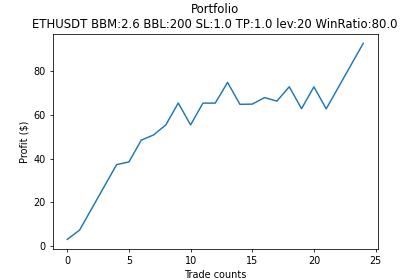 Portfolio
ETHUSDT BBM:2.6 BBL:200 SL:1.0 TP:1.0 lev:20 WinRatio:80.0
80
60
40
20
0
Profit ($)
0 5 10 15 20 25
Trade counts